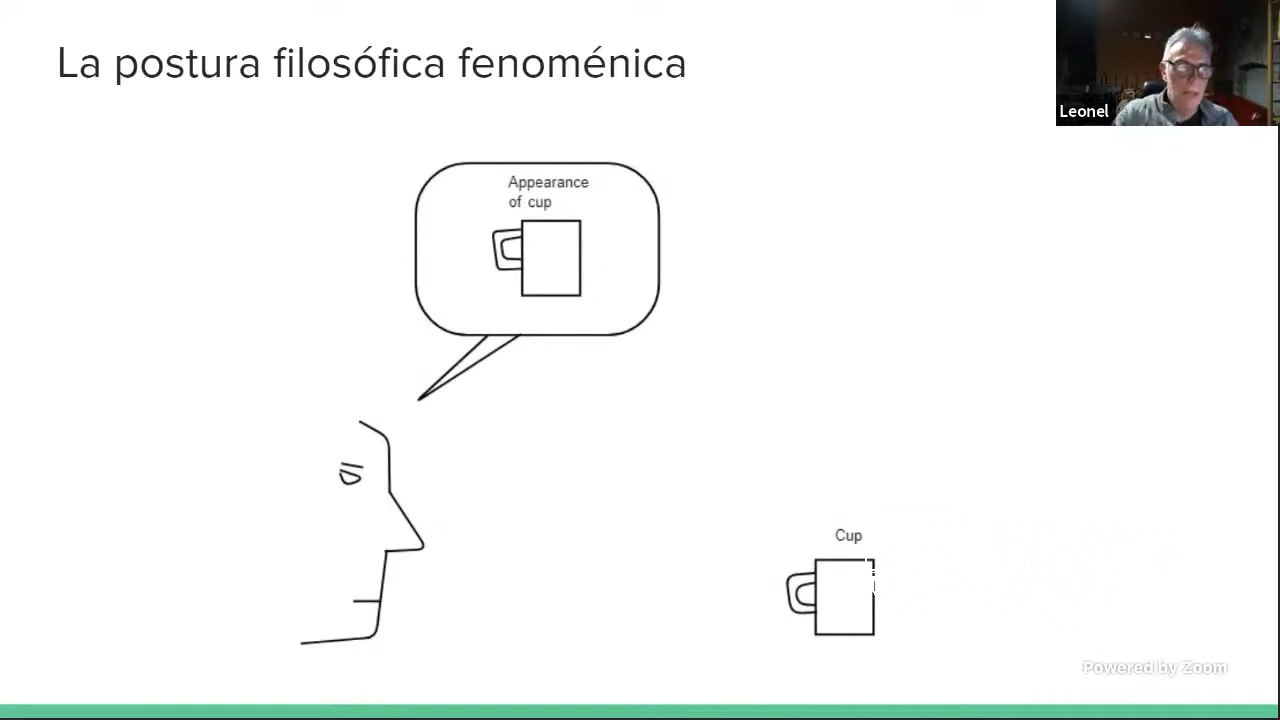 La postura filosófica fenoménica
Leonel
Appearance
of cup
Cup
Powered by Zoom